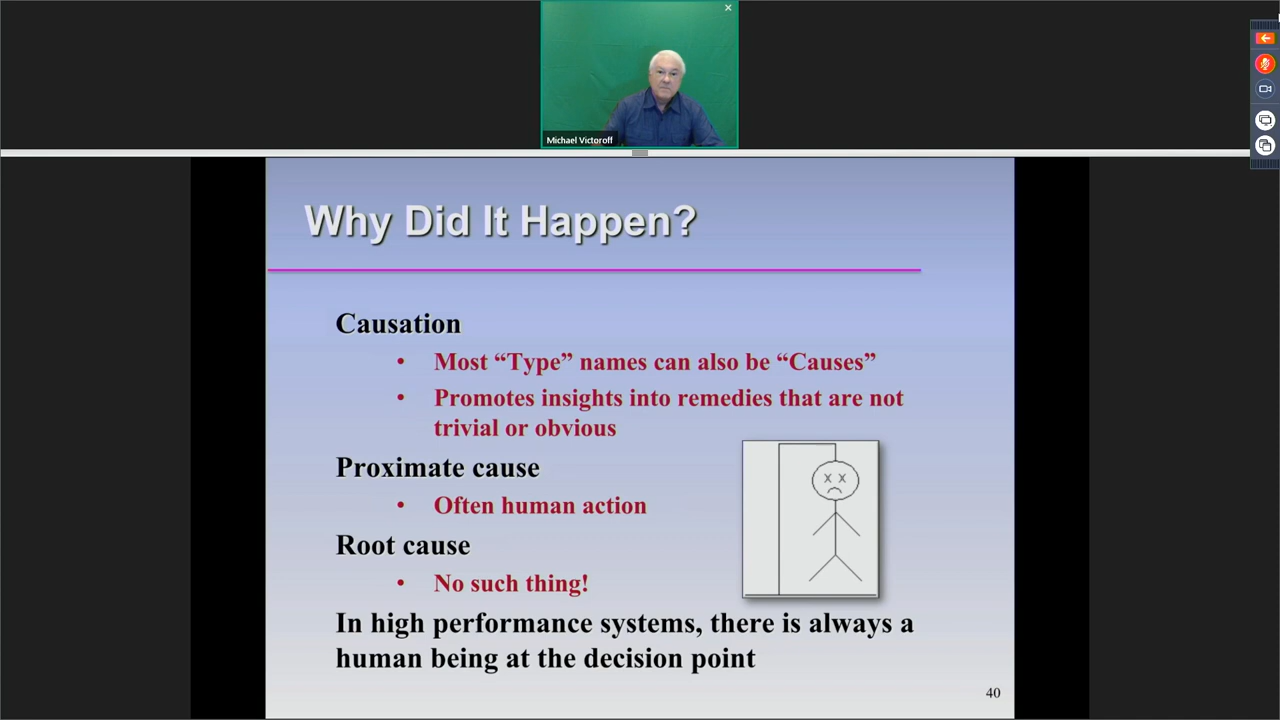 Michael Victoroff
Why Did It Happen?
Causation
• Most “Type” names can also be “Causes”
• Promotes insights into remedies that are not
trivial or obvious
Proximate cause
• Often human action
Root cause
• No such thing!
x x
In high performance systems, there is always a
human being at the decision point
40